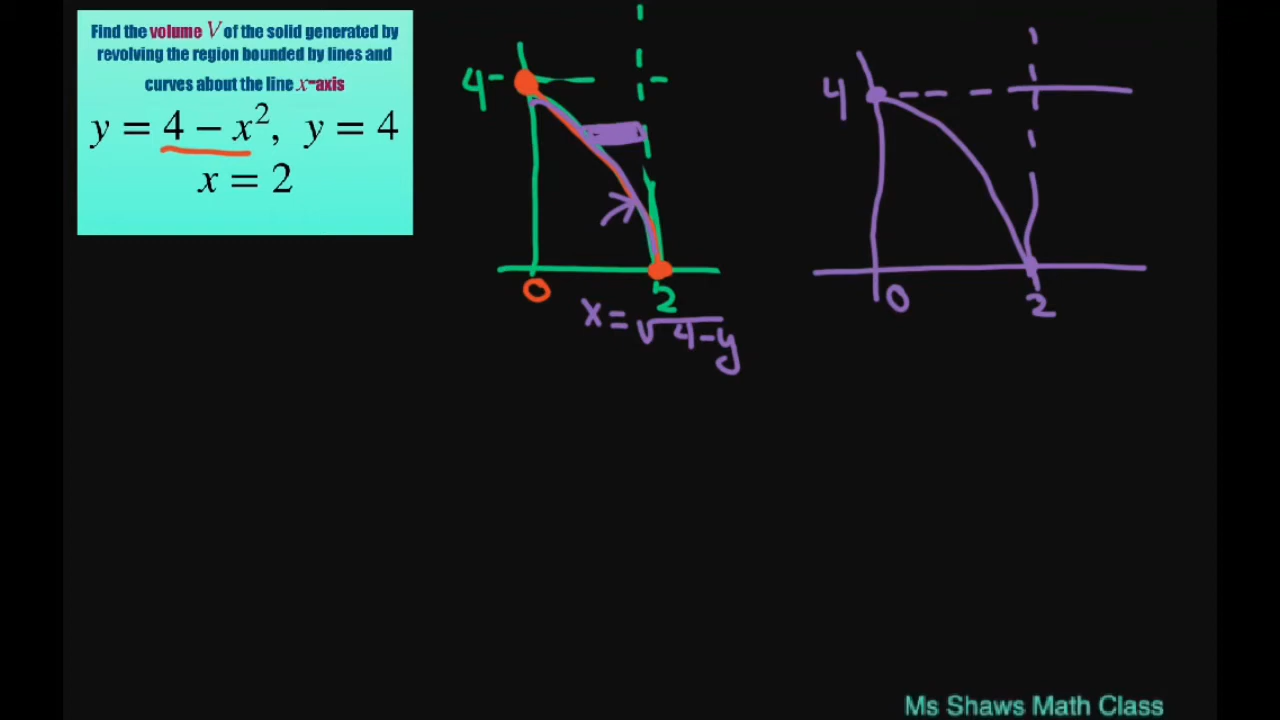 Find the volume V of the solid generated by
revolving the region bounded by lines and
curves about the line x-axis
y = 4 − x², y = 4
x = 2
4
0
2
x = √4-y
4
0
2
Ms Shaws Math Class